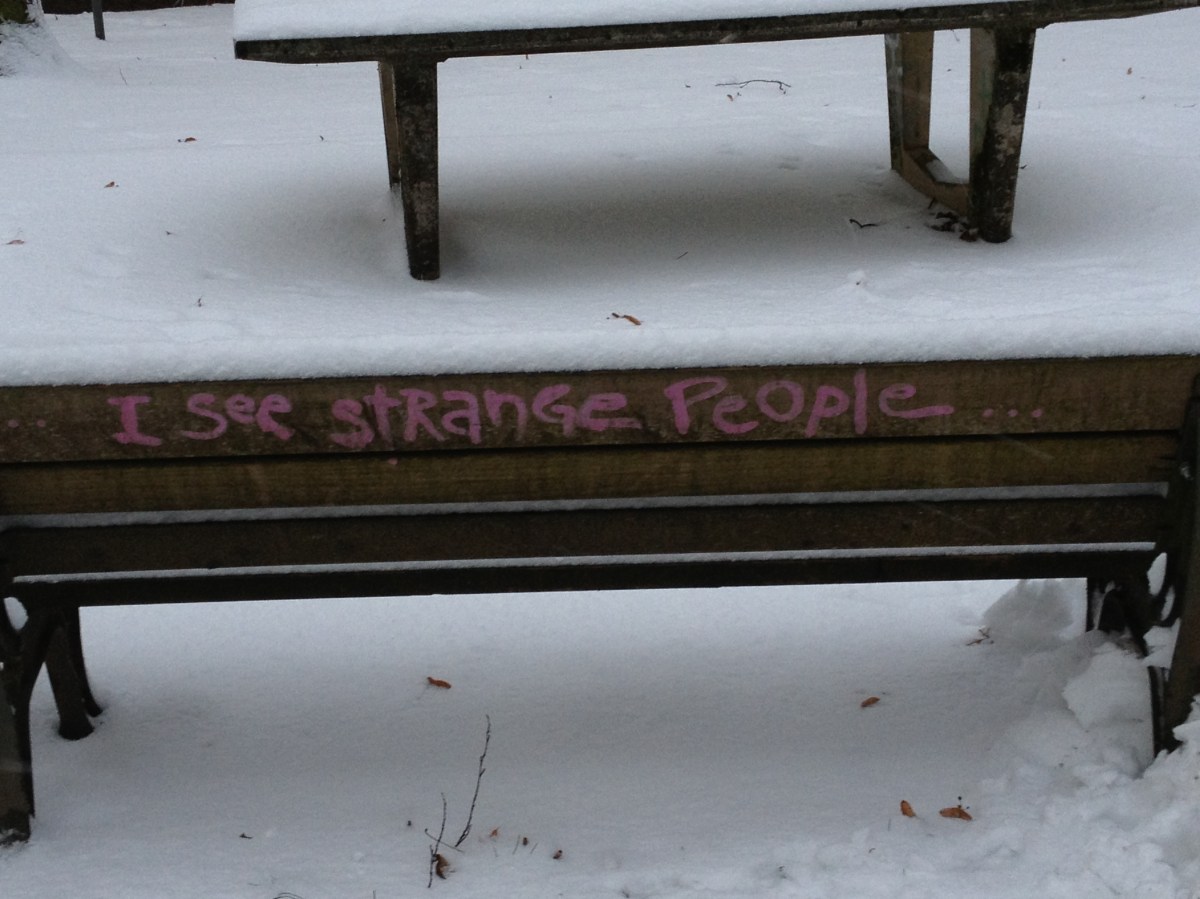 .. I see stRanGe PeOple ...